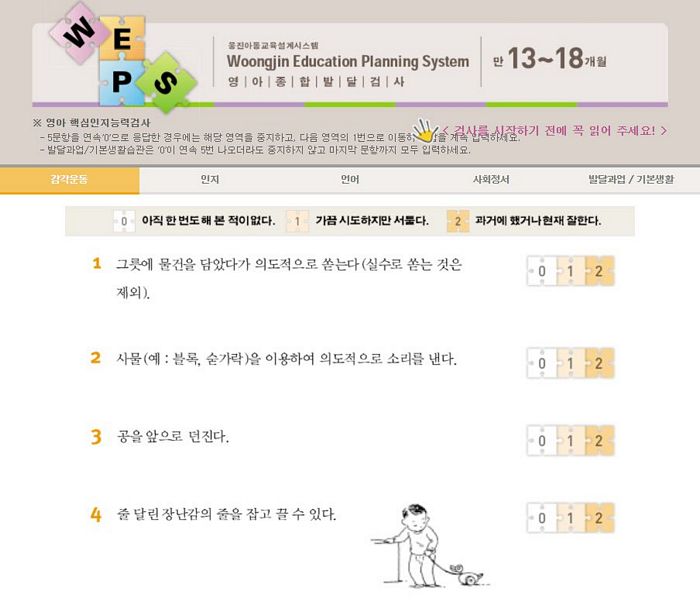 WEPS
웅진아동교육설계시스템
Woongjin Education Planning System
영|아|종|합|발|달|검|사
만 13~18개월
※ 영아 핵심인지능력검사
< 검사를 시작하기 전에 꼭 읽어 주세요! >
- 5문항을 연속'0'으로 응답한 경우에는 해당 영역을 중지하고, 다음 영역의 1번으로 이동하 계속 입력하세요.
- 발달과업/기본생활습관은 '0'이 연속 5번 나오더라도 중지하지 않고 마지막 문항까지 모두 입력하세요.
감각운동 인지 언어 사회정서 발달과업 / 기본생활
0 아직 한 번도 해 본 적이 없다. 1 가끔 시도하지만 서툴다. 2 과거에 했거나 현재 잘한다.
1 그릇에 물건을 담았다가 의도적으로 쏟는다(실수로 쏟는 것은 0 1 2
제외).
2 사물(예 : 블록, 숟가락)을 이용하여 의도적으로 소리를 낸다. 0 1 2
3 공을 앞으로 던진다. 0 1 2
4 줄 달린 장난감의 줄을 잡고 끌 수 있다. 0 1 2